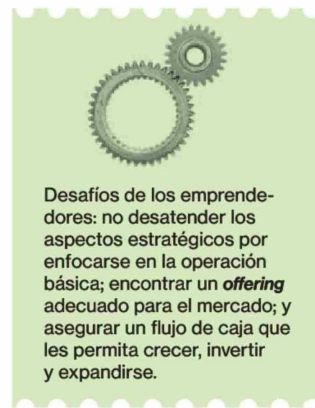 Desafíos de los emprende-
dores: no desatender los
aspectos estratégicos por
enfocarse en la operación
básica; encontrar un offering
adecuado para el mercado; y
asegurar un flujo de caja que
les permita crecer, invertir
y expandirse.